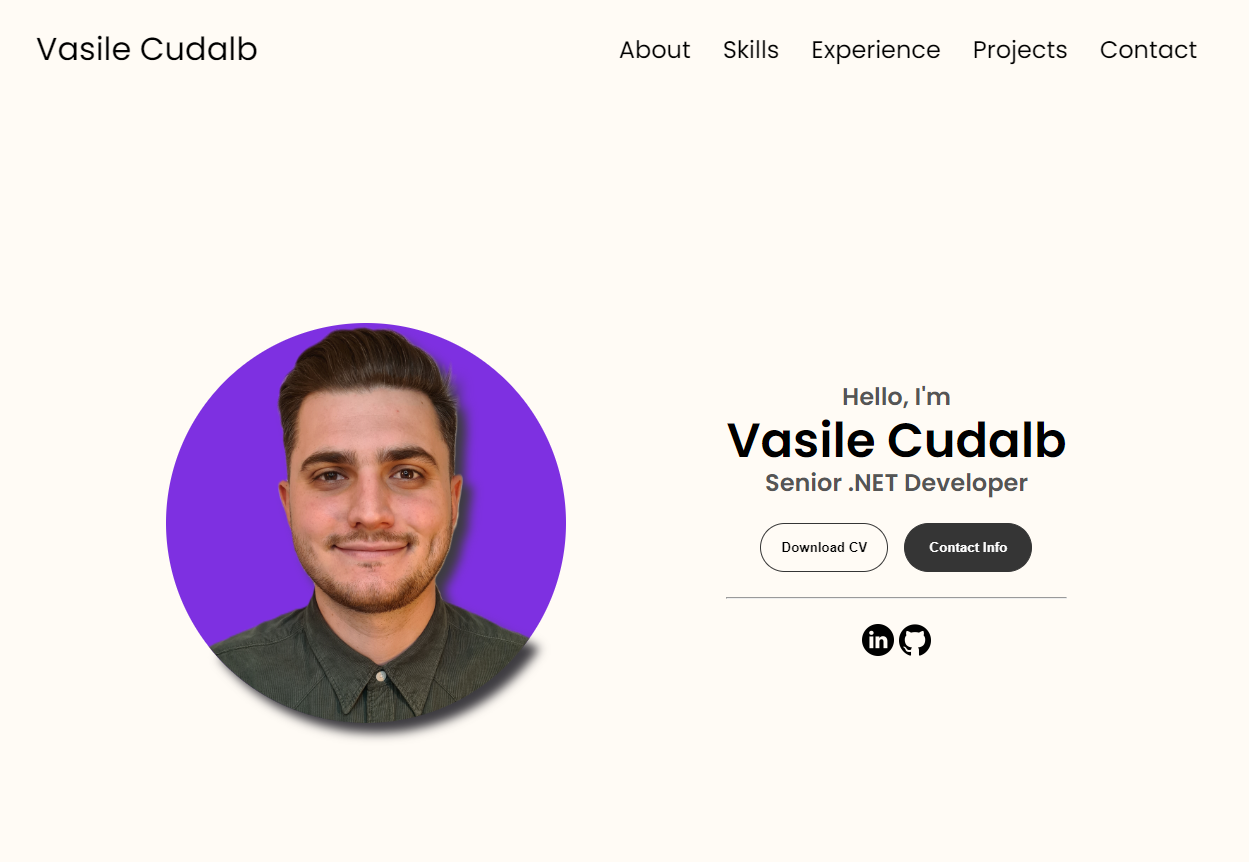 Vasile Cudalb
About Skills Experience Projects Contact
Hello, I'm
Vasile Cudalb
Senior .NET Developer
Download CV
Contact Info
in